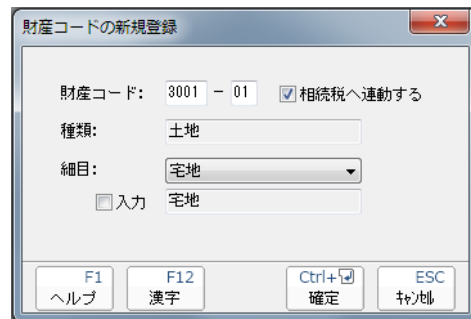 財産コードの新規登録
財産コード: 3001 - 01 相続税へ連動する
種類: 土地
細目: 宅地
入力 宅地
F1 F12 Ctrl+ ESC
ヘルプ 漢字 確定 ｷｬﾝｾﾙ